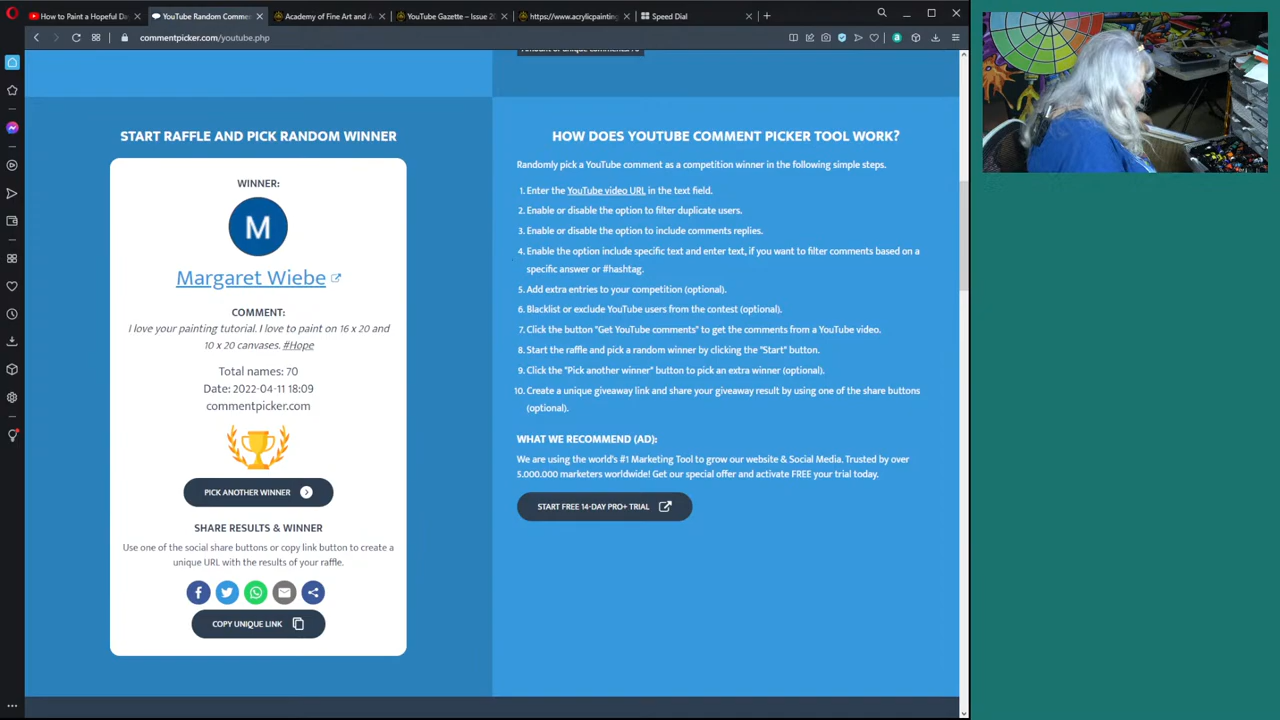 How to Paint a Hopeful Da
YouTube Random Comme
Academy of Fine Art and A
YouTube Gazette – Issue 20
https://www.acrylicpainting
Speed Dial
commentpicker.com/youtube.php
Amount of unique comments: 70
START RAFFLE AND PICK RANDOM WINNER
WINNER:
M
Margaret Wiebe
COMMENT:
I love your painting tutorial. I love to paint on 16 x 20 and
10 x 20 canvases. #Hope
Total names: 70
Date: 2022-04-11 18:09
commentpicker.com
PICK ANOTHER WINNER
SHARE RESULTS & WINNER
Use one of the social share buttons or copy link button to create a
unique URL with the results of your raffle.
COPY UNIQUE LINK
HOW DOES YOUTUBE COMMENT PICKER TOOL WORK?
Randomly pick a YouTube comment as a competition winner in the following simple steps.
1. Enter the YouTube video URL in the text field.
2. Enable or disable the option to filter duplicate users.
3. Enable or disable the option to include comments replies.
4. Enable the option include specific text and enter text, if you want to filter comments based on a
specific answer or #hashtag.
5. Add extra entries to your competition (optional).
6. Blacklist or exclude YouTube users from the contest (optional).
7. Click the button "Get YouTube comments" to get the comments from a YouTube video.
8. Start the raffle and pick a random winner by clicking the "Start" button.
9. Click the "Pick another winner" button to pick an extra winner (optional).
10. Create a unique giveaway link and share your giveaway result by using one of the share buttons
(optional).
WHAT WE RECOMMEND (AD):
We are using the world's #1 Marketing Tool to grow our website & Social Media. Trusted by over
5.000.000 marketers worldwide! Get our special offer and activate FREE your trial today.
START FREE 14-DAY PRO+ TRIAL